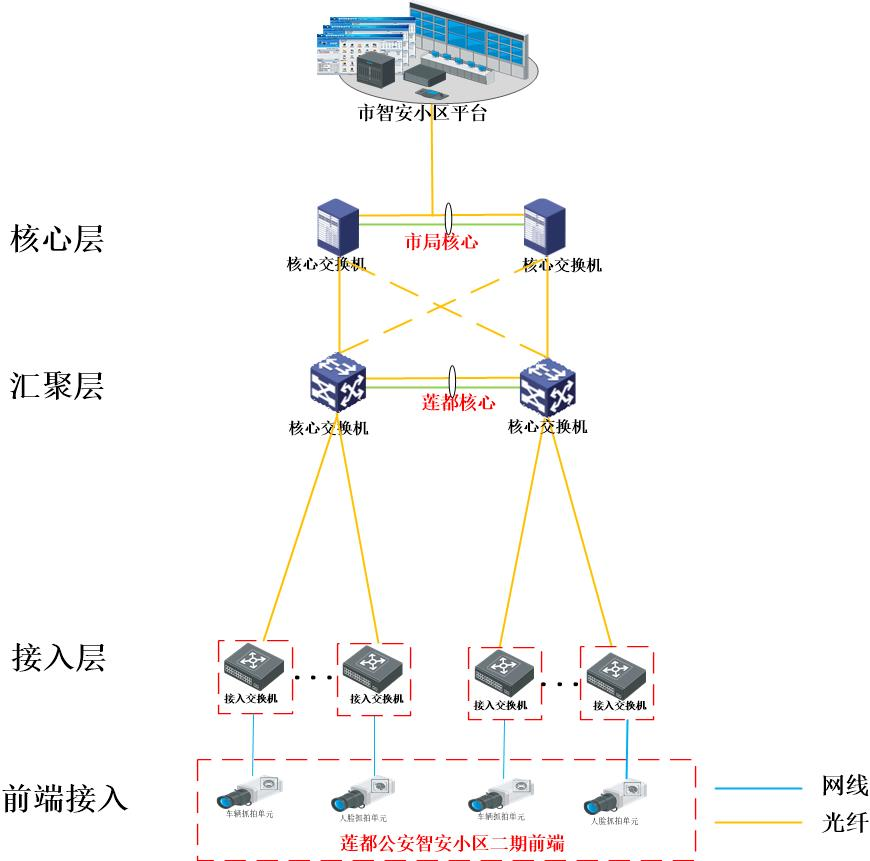 市智安小区平台
核心层
市局核心
核心交换机
核心交换机
汇聚层
莲都核心
核心交换机
核心交换机
接入层
接入交换机
接入交换机
接入交换机
接入交换机
前端接入
车辆抓拍单元
人脸抓拍单元
车辆抓拍单元
人脸抓拍单元
莲都公安智安小区二期前端
网线
光纤